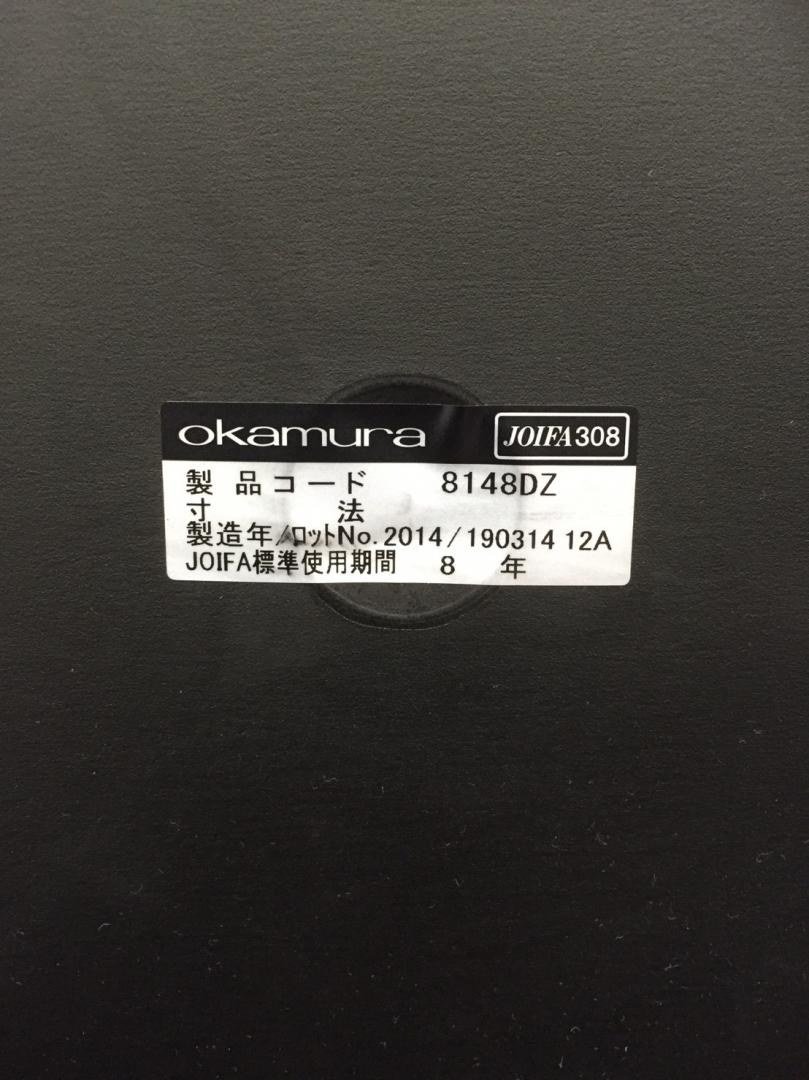 okamura JOIFA308
製品コード 8148DZ
寸法
製造年/ロットNo. 2014/190314 12A
JOIFA標準使用期間 8 年